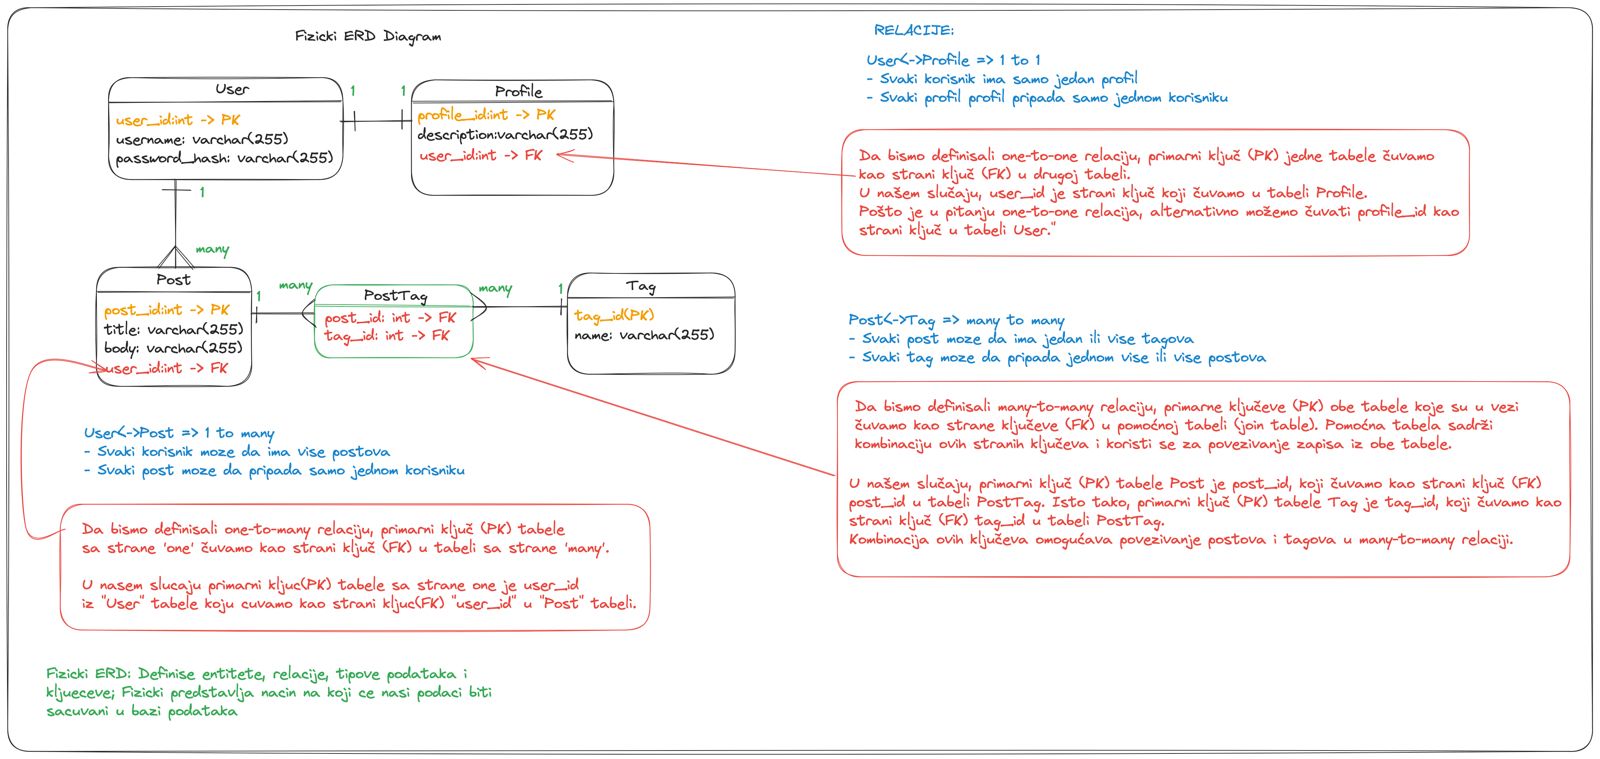 Fizicki ERD Diagram
User
user_id:int -> PK
username: varchar(255)
password_hash: varchar(255)
1
1
Profile
profile_id:int -> PK
description:varchar(255)
user_id:int -> FK
1
many
Post
post_id:int -> PK
title: varchar(255)
body: varchar(255)
user_id:int -> FK
1
many
PostTag
post_id: int -> FK
tag_id: int -> FK
many
1
Tag
tag_id(PK)
name: varchar(255)
User<->Post => 1 to many
- Svaki korisnik moze da ima vise postova
- Svaki post moze da pripada samo jednom korisniku
Da bismo definisali one-to-many relaciju, primarni ključ (PK) tabele
sa strane 'one' čuvamo kao strani ključ (FK) u tabeli sa strane 'many'.
U nasem slucaju primarni kljuc(PK) tabele sa strane one je user_id
iz "User" tabele koju cuvamo kao strani kljuc(FK) "user_id" u "Post" tabeli.
Fizicki ERD: Definise entitete, relacije, tipove podataka i
kljueceve; Fizicki predstavlja nacin na koji ce nasi podaci biti
sacuvani u bazi podataka
RELACIJE:
User<->Profile => 1 to 1
- Svaki korisnik ima samo jedan profil
- Svaki profil profil pripada samo jednom korisniku
Da bismo definisali one-to-one relaciju, primarni ključ (PK) jedne tabele čuvamo
kao strani ključ (FK) u drugoj tabeli.
U našem slučaju, user_id je strani ključ koji čuvamo u tabeli Profile.
Pošto je u pitanju one-to-one relacija, alternativno možemo čuvati profile_id kao
strani ključ u tabeli User."
Post<->Tag => many to many
- Svaki post moze da ima jedan ili vise tagova
- Svaki tag moze da pripada jednom vise ili vise postova
Da bismo definisali many-to-many relaciju, primarne ključeve (PK) obe tabele koje su u vezi
čuvamo kao strane ključeve (FK) u pomoćnoj tabeli (join table). Pomoćna tabela sadrži
kombinaciju ovih stranih ključeva i koristi se za povezivanje zapisa iz obe tabele.
U našem slučaju, primarni ključ (PK) tabele Post je post_id, koji čuvamo kao strani ključ (FK)
post_id u tabeli PostTag. Isto tako, primarni ključ (PK) tabele Tag je tag_id, koji čuvamo kao
strani ključ (FK) tag_id u tabeli PostTag.
Kombinacija ovih ključeva omogućava povezivanje postova i tagova u many-to-many relaciji.